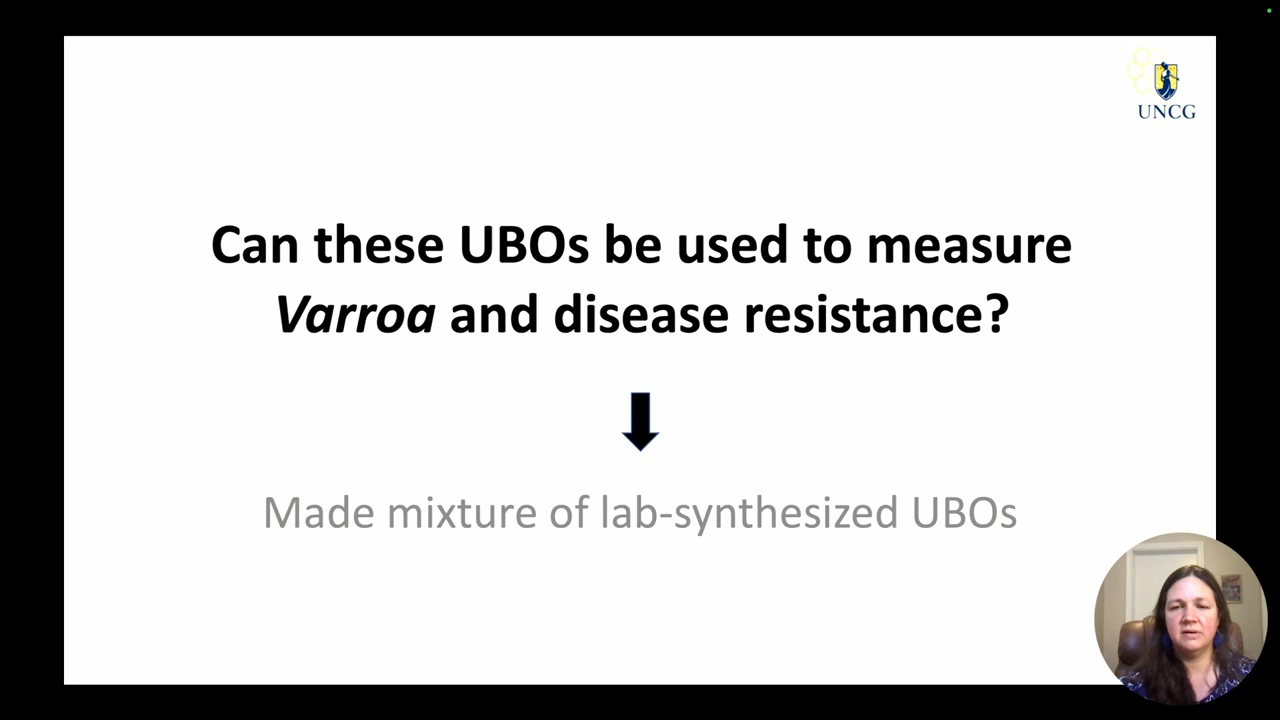 UNCG
Can these UBOs be used to measure
Varroa and disease resistance?
Made mixture of lab-synthesized UBOs